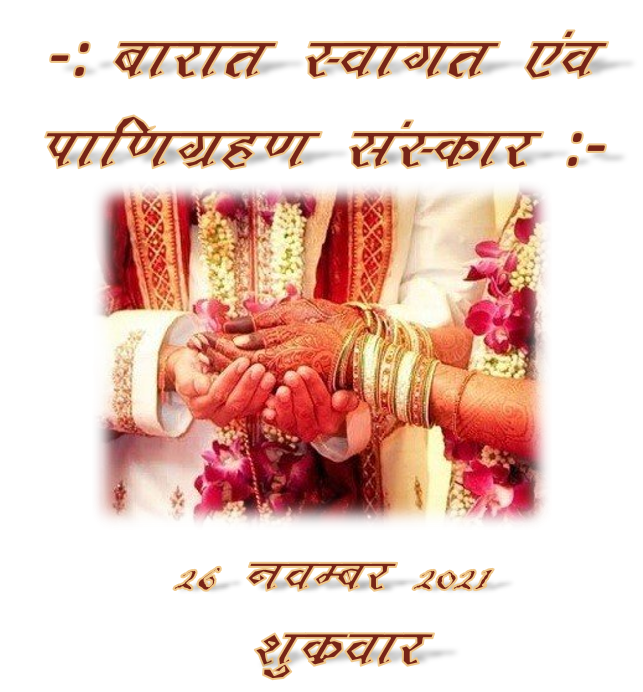 -: बारात स्वागत एंव
पाणिग्रहण संस्कार :-
26 नवम्बर 2021
शुक्रवार